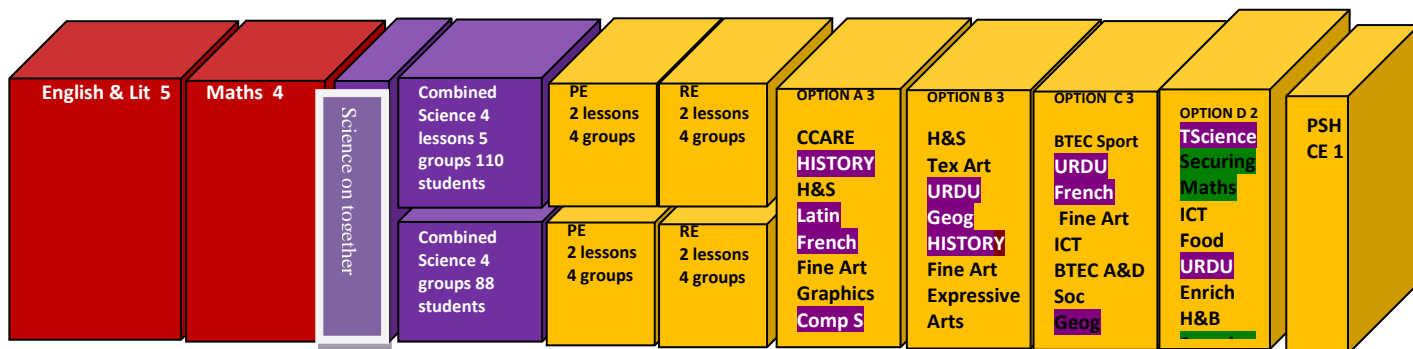 English & Lit 5
Maths 4
Science on together
Combined
Science 4
lessons 5
groups 110
students
Combined
Science 4
groups 88
students
PE
2 lessons
4 groups
PE
2 lessons
4 groups
RE
2 lessons
4 groups
RE
2 lessons
4 groups
OPTION A 3
CCARE
HISTORY
H&S
Latin
French
Fine Art
Graphics
Comp S
OPTION B 3
H&S
Tex Art
URDU
Geog
HISTORY
Fine Art
Expressive
Arts
OPTION C 3
BTEC Sport
URDU
French
Fine Art
ICT
BTEC A&D
Soc
Geog
OPTION D 2
TScience
Securing
Maths
ICT
Food
URDU
Enrich
H&B
PSH
CE 1